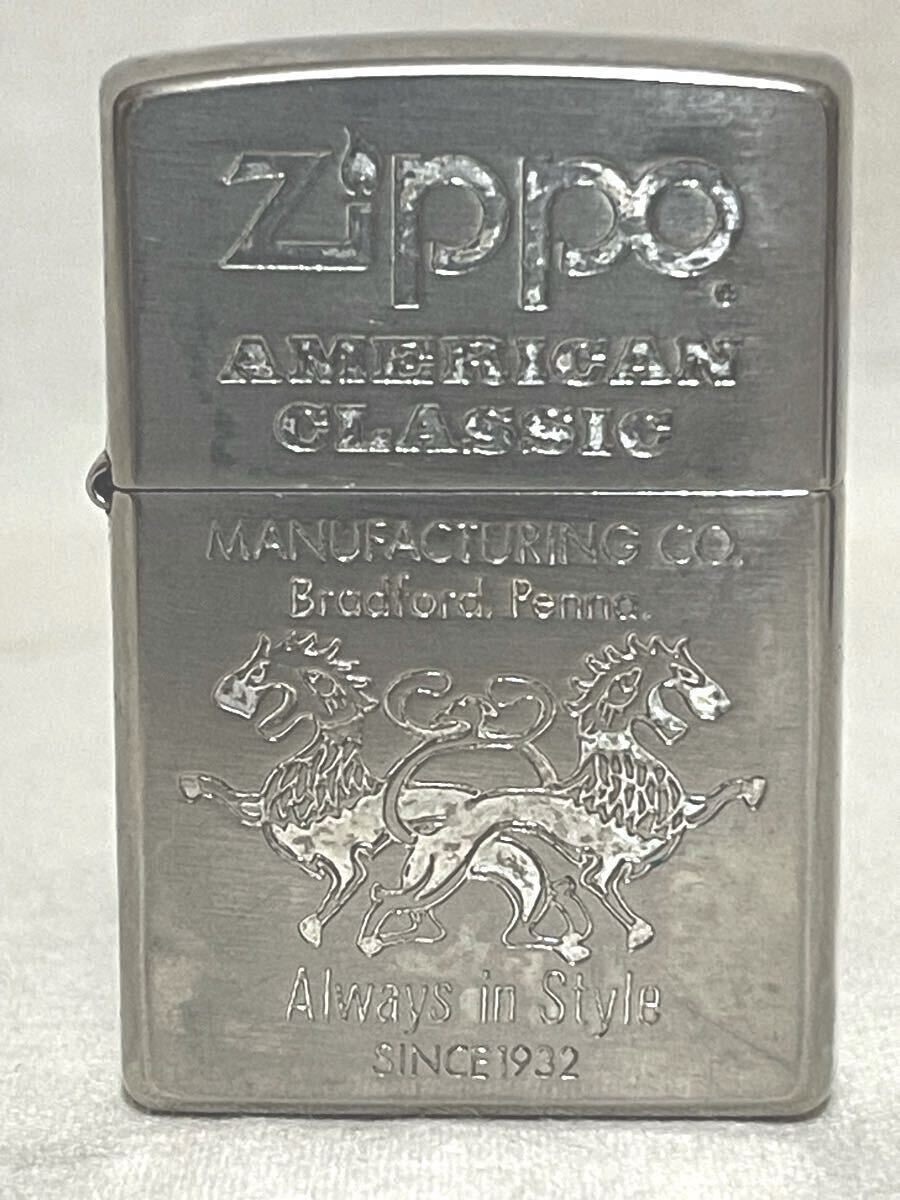 Zippo
AMERICAN
CLASSIC
MANUFACTURING CO.
Bradford, Penna.
Always in Style
SINCE 1932